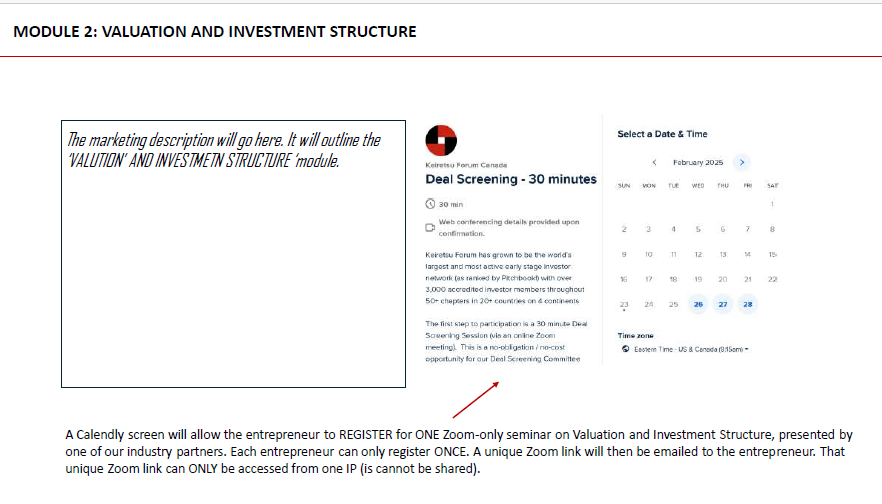 MODULE 2: VALUATION AND INVESTMENT STRUCTURE
The marketing description will go here. It will outline the
'VALUTION' AND INVESTMETN STRUCTURE 'module.
Keiretsu Forum Canada
Deal Screening - 30 minutes
30 min
Web conferencing details provided upon
confirmation.
Keiretsu Forum has grown to be the world's
largest and most active early stage investor
network (as ranked by Pitchbook) with over
3,000 accredited investor members throughout
50+ chapters in 20+ countries on 4 continents
The first step to participation is a 30 minute Deal
Screening Session (via an online Zoom
meeting). This is a no-obligation / no-cost
opportunity for our Deal Screening Committee
Select a Date & Time
< February 2025 >
SUN MON TUE WED THU FRI SAT
1
2 3 4 5 6 7 8
9 10 11 12 13 14 15
16 17 18 19 20 21 22
23 24 25 26 27 28
Time zone
Eastern Time - US & Canada (9:15am)
A Calendly screen will allow the entrepreneur to REGISTER for ONE Zoom-only seminar on Valuation and Investment Structure, presented by
one of our industry partners. Each entrepreneur can only register ONCE. A unique Zoom link will then be emailed to the entrepreneur. That
unique Zoom link can ONLY be accessed from one IP (is cannot be shared).